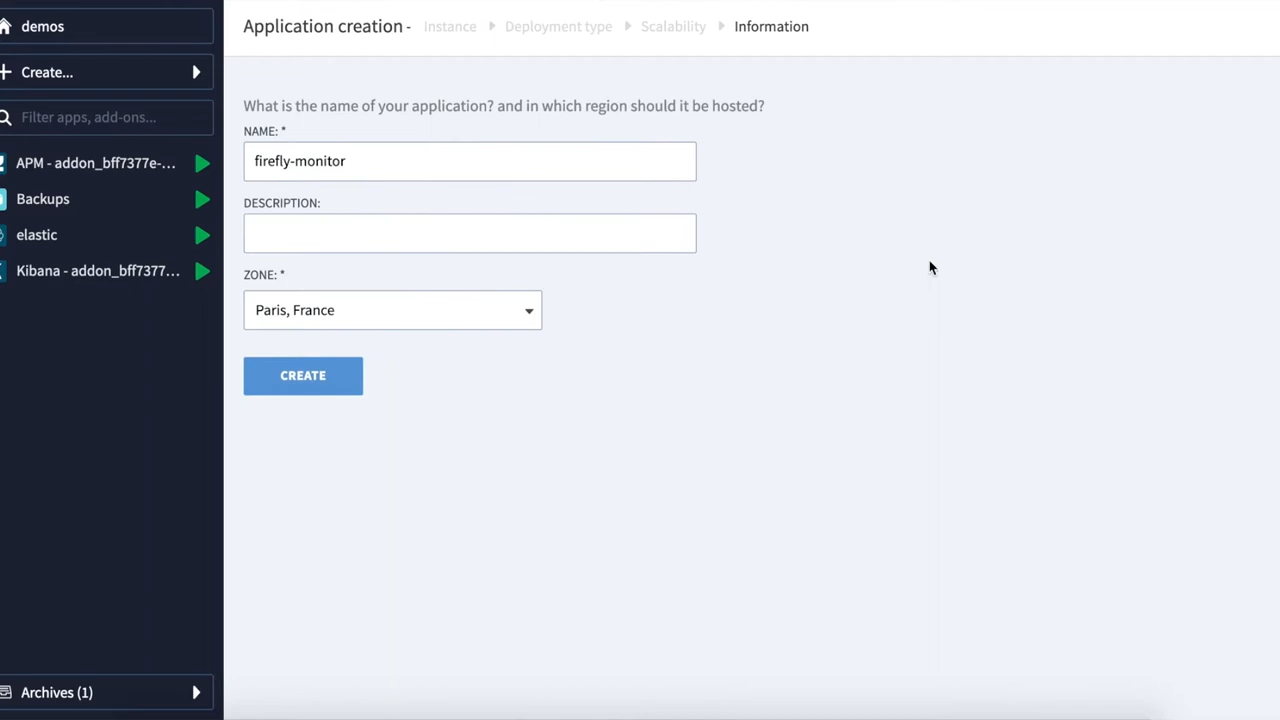 demos
Create...
Filter apps, add-ons...
APM - addon_bff7377e-...
Backups
elastic
Kibana - addon_bff7377...
Archives (1)
Application creation - Instance Deployment type Scalability Information
What is the name of your application? and in which region should it be hosted?
NAME: *
firefly-monitor
DESCRIPTION:
ZONE: *
Paris, France
CREATE